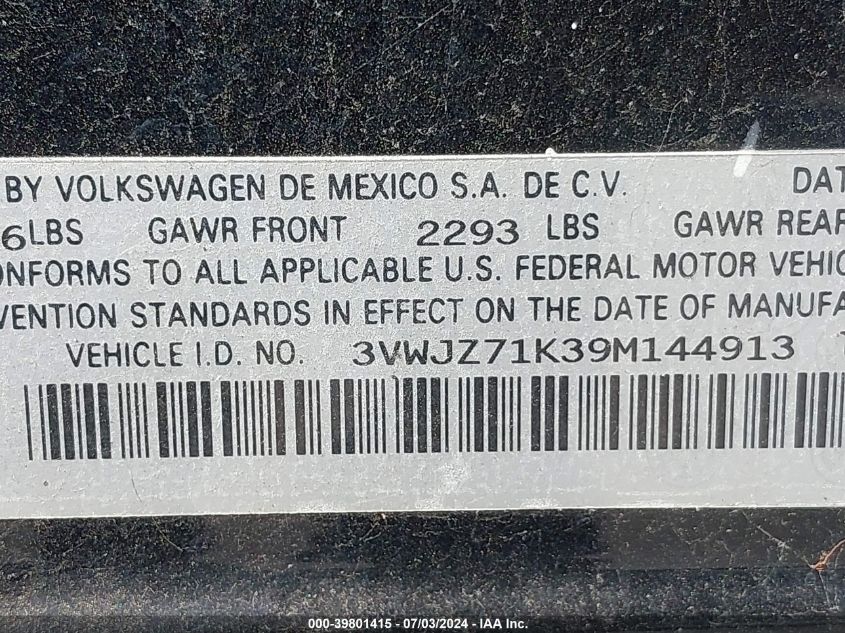 BY VOLKSWAGEN DE MEXICO S.A. DE C.V. DAT
6LBS GAWR FRONT 2293 LBS GAWR REAR
ONFORMS TO ALL APPLICABLE U.S. FEDERAL MOTOR VEHIC
VENTION STANDARDS IN EFFECT ON THE DATE OF MANUFA
VEHICLE I.D. NO. 3VWJZ71K39M144913
000-39801415 - 07/03/2024 - IAA